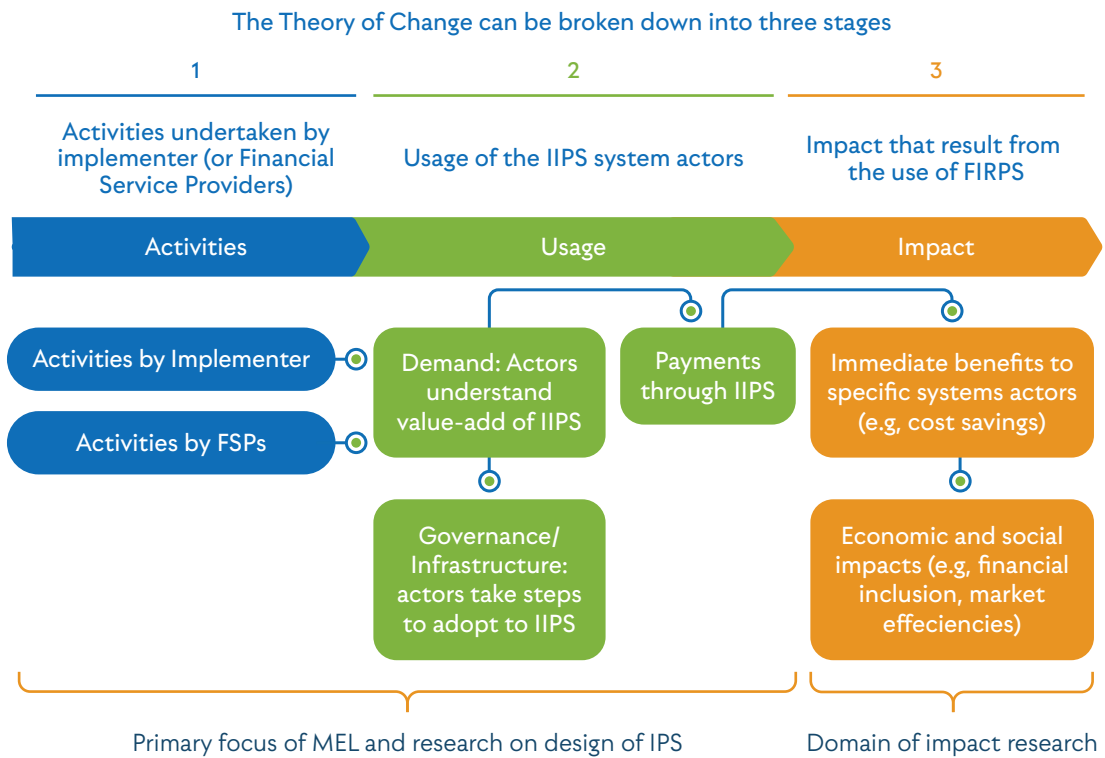 The Theory of Change can be broken down into three stages
1
2
3
Activities undertaken by
implementer (or Financial
Service Providers)
Usage of the IIPS system actors
Impact that result from
the use of FIRPS
Activities
Usage
Impact
Activities by Implementer
Activities by FSPs
Demand: Actors
understand
value-add of IIPS
Payments
through IIPS
Governance/
Infrastructure:
actors take steps
to adopt to IIPS
Immediate benefits to
specific systems actors
(e.g, cost savings)
Economic and social
impacts (e.g, financial
inclusion, market
effeciencies)
Primary focus of MEL and research on design of IPS
Domain of impact research